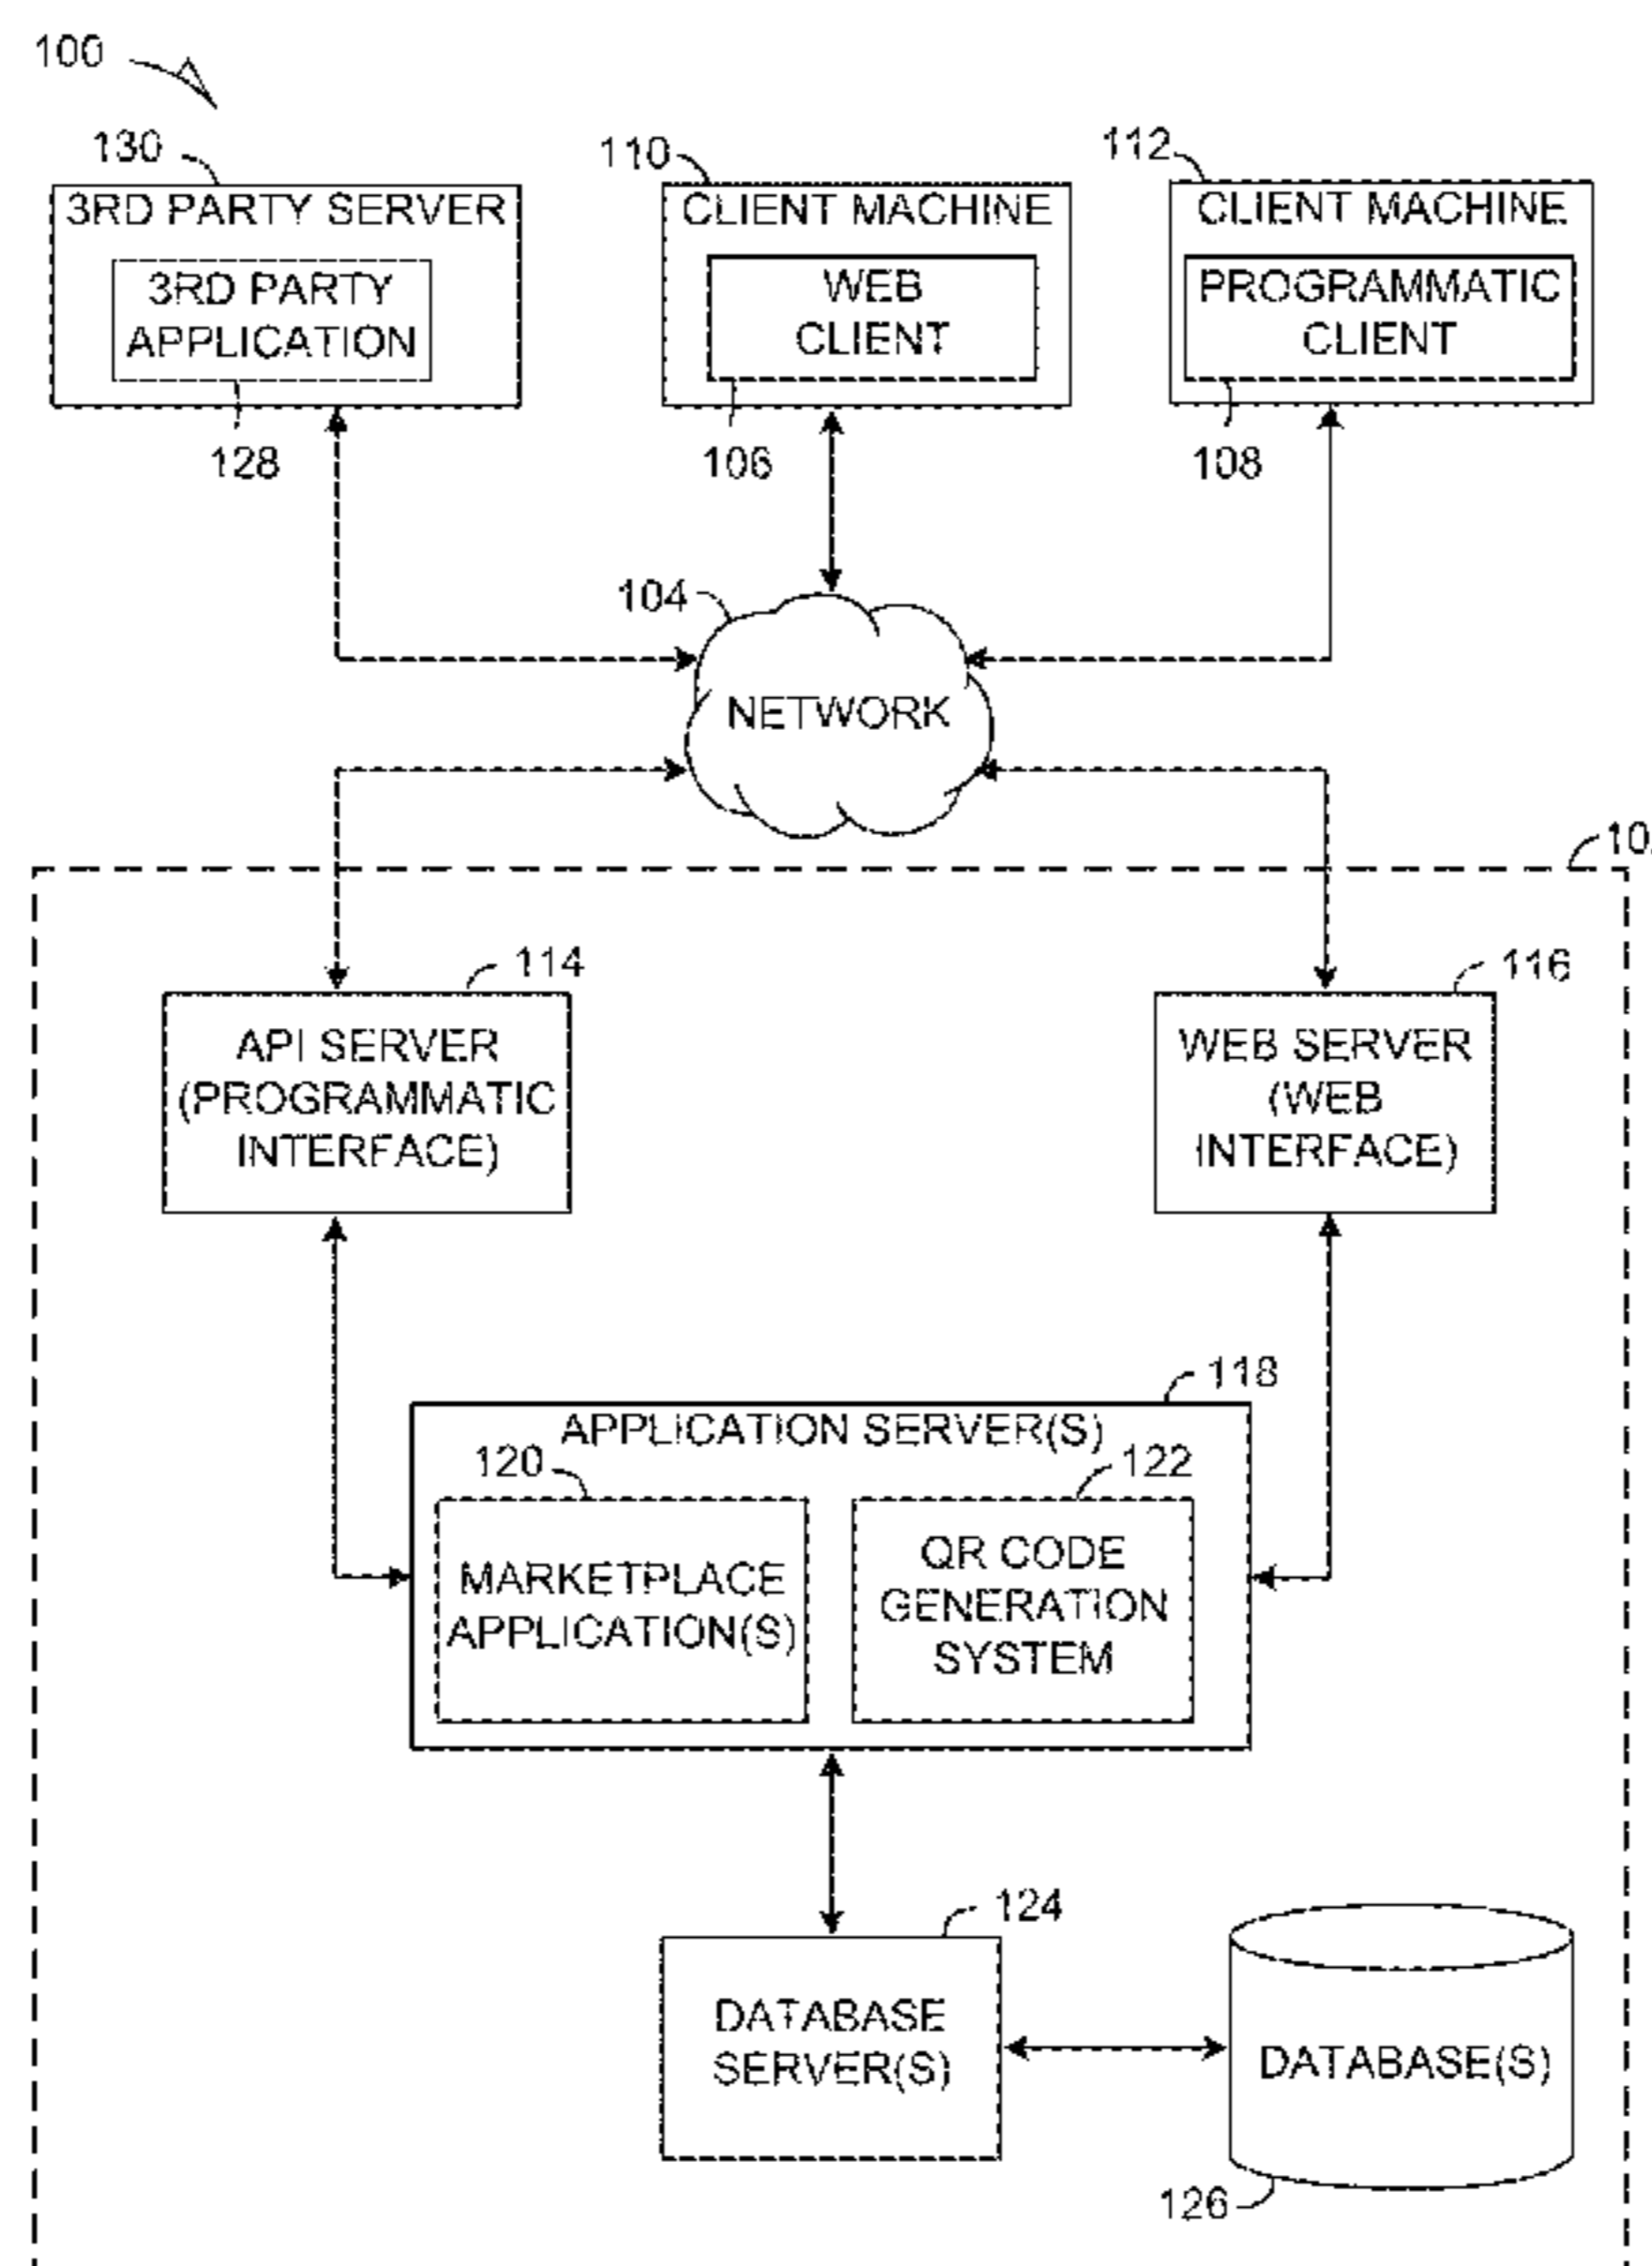 100
130
110
112
3RD PARTY SERVER
CLIENT MACHINE
CLIENT MACHINE
3RD PARTY
APPLICATION
WEB
CLIENT
PROGRAMMATIC
CLIENT
128
106
108
104
NETWORK
10
114
116
API SERVER
(PROGRAMMATIC
INTERFACE)
WEB SERVER
(WEB
INTERFACE)
118
APPLICATION SERVER(S)
120
122
MARKETPLACE
APPLICATION(S)
QR CODE
GENERATION
SYSTEM
124
DATABASE
SERVER(S)
DATABASE(S)
126